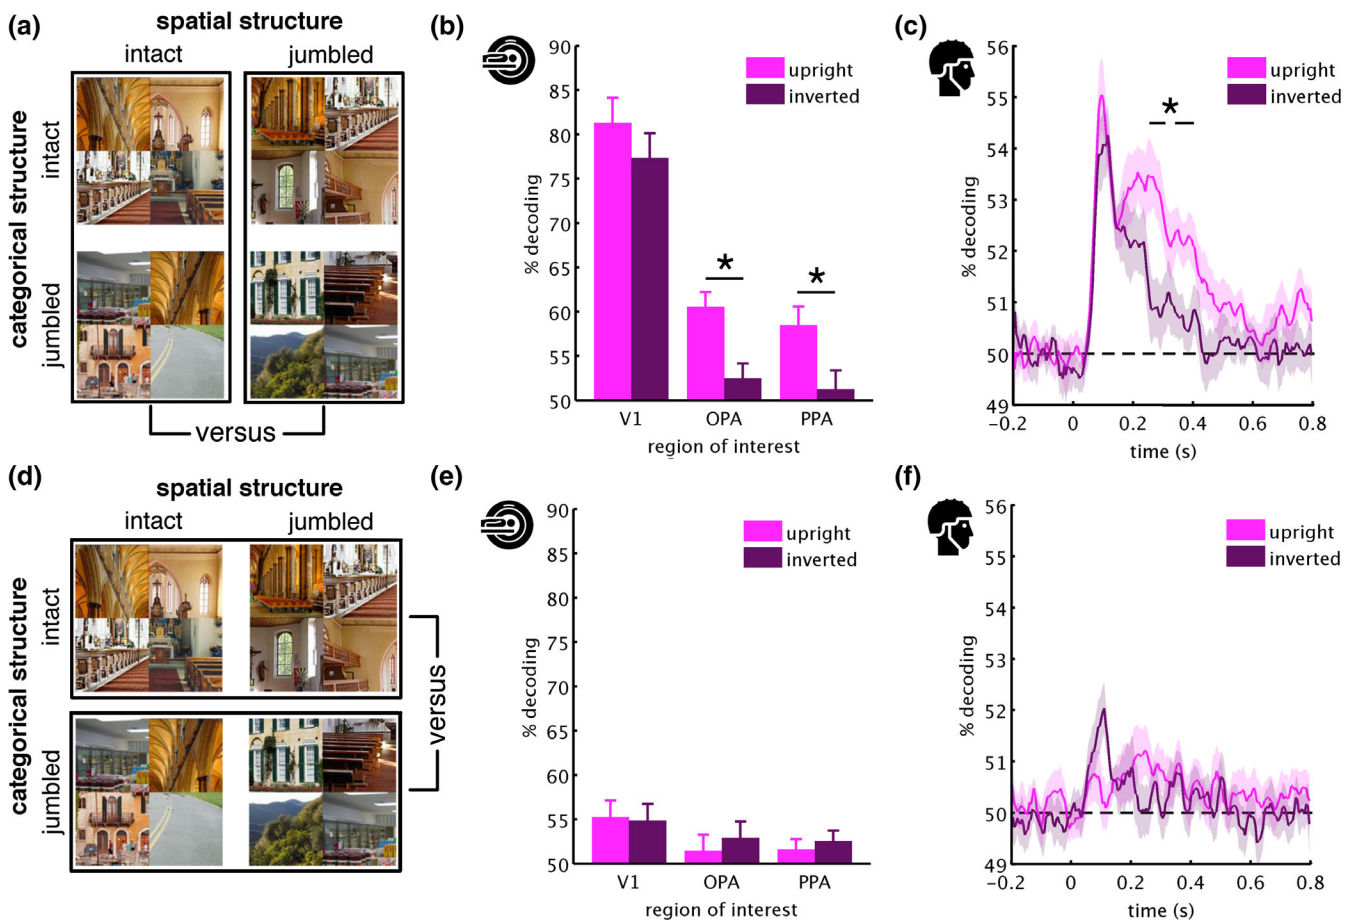 (a)
spatial structure
intact
jumbled
categorical structure
intact
jumbled
versus
(b)
90
85
80
75
70
65
60
55
50
% decoding
upright
inverted
*
*
V1
OPA
PPA
region of interest
(c)
56
55
54
53
52
51
50
49
% decoding
upright
inverted
*
−0.2
0
0.2
0.4
0.6
0.8
time (s)
(d)
spatial structure
intact
jumbled
categorical structure
intact
jumbled
versus
(e)
90
85
80
75
70
65
60
55
50
% decoding
upright
inverted
V1
OPA
PPA
region of interest
(f)
56
55
54
53
52
51
50
49
% decoding
upright
inverted
−0.2
0
0.2
0.4
0.6
0.8
time (s)